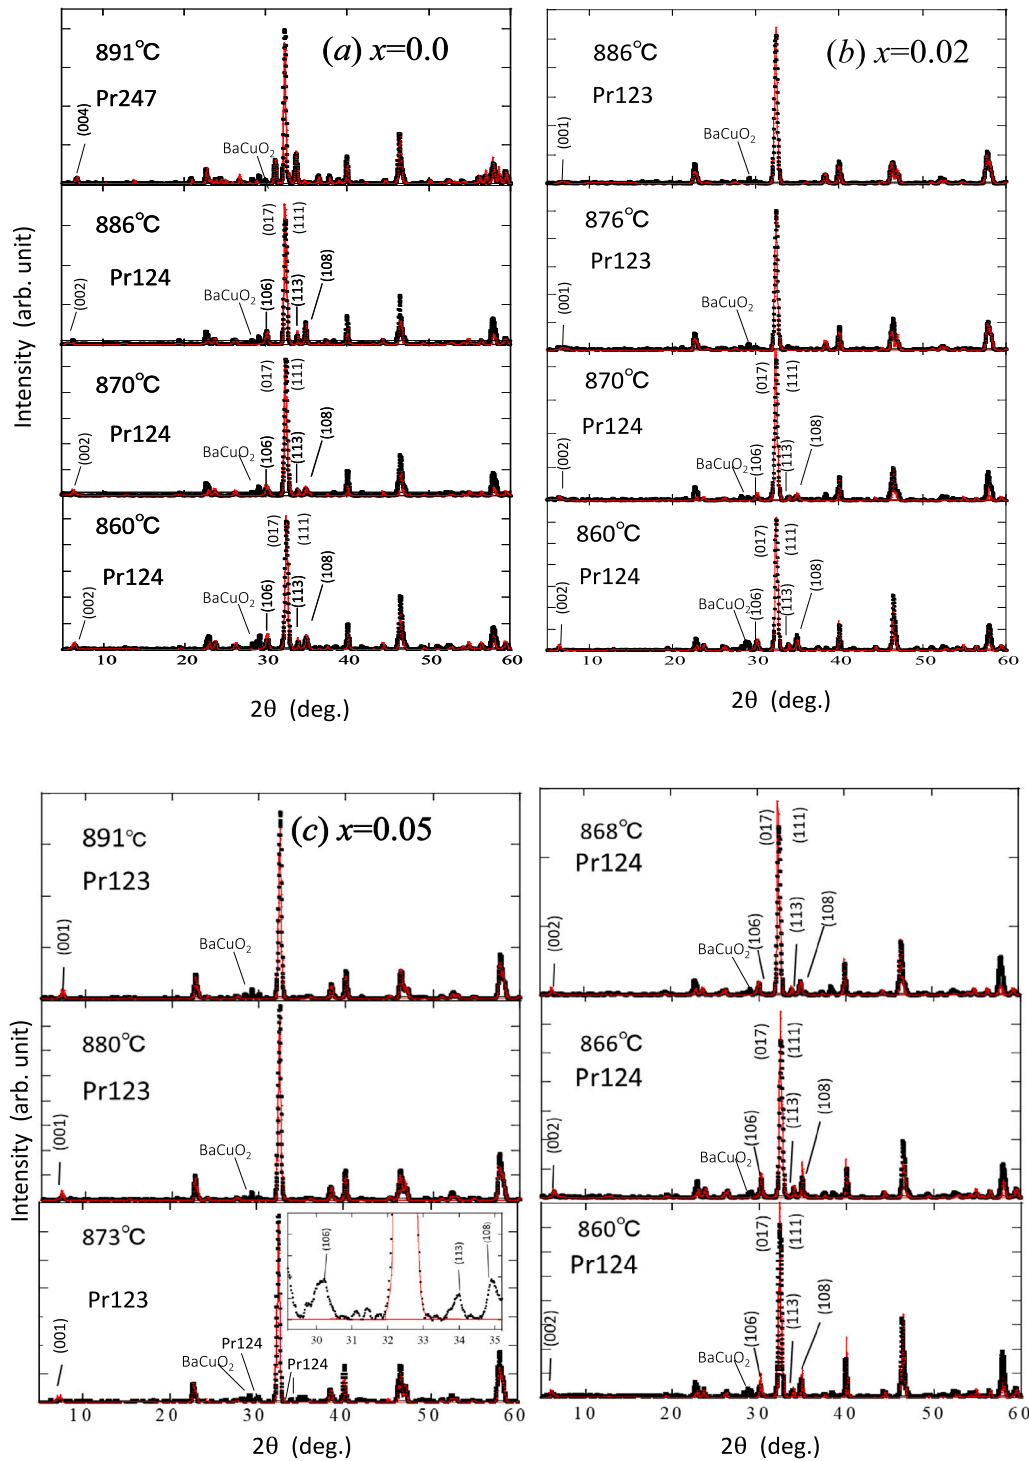 Intensity (arb. unit)
(a) x=0.0
891℃
Pr247
(004)
BaCuO2
886℃
Pr124
(002)
BaCuO2
(106)
(017)
(111)
(113)
(108)
870℃
Pr124
(002)
BaCuO2
(106)
(017)
(111)
(113)
(108)
860℃
Pr124
(002)
BaCuO2
(106)
(017)
(111)
(113)
(108)
10 20 30 40 50 60
2θ (deg.)
(b) x=0.02
886℃
Pr123
(001)
BaCuO2
876℃
Pr123
(001)
BaCuO2
870℃
Pr124
(002)
BaCuO2
(106)
(017)
(111)
(113)
(108)
860℃
Pr124
(002)
BaCuO2
(106)
(017)
(111)
(113)
(108)
10 20 30 40 50 60
2θ (deg.)
Intensity (arb. unit)
(c) x=0.05
891℃
Pr123
(001)
BaCuO2
880℃
Pr123
(001)
BaCuO2
873℃
Pr123
(001)
BaCuO2
Pr124
Pr124
(106)
(113)
(108)
30 31 32 33 34 35
10 20 30 40 50 60
2θ (deg.)
868℃
Pr124
(002)
BaCuO2
(106)
(017)
(111)
(113)
(108)
866℃
Pr124
(002)
BaCuO2
(106)
(017)
(111)
(113)
(108)
860℃
Pr124
(002)
BaCuO2
(106)
(017)
(111)
(113)
(108)
10 20 30 40 50 60
2θ (deg.)